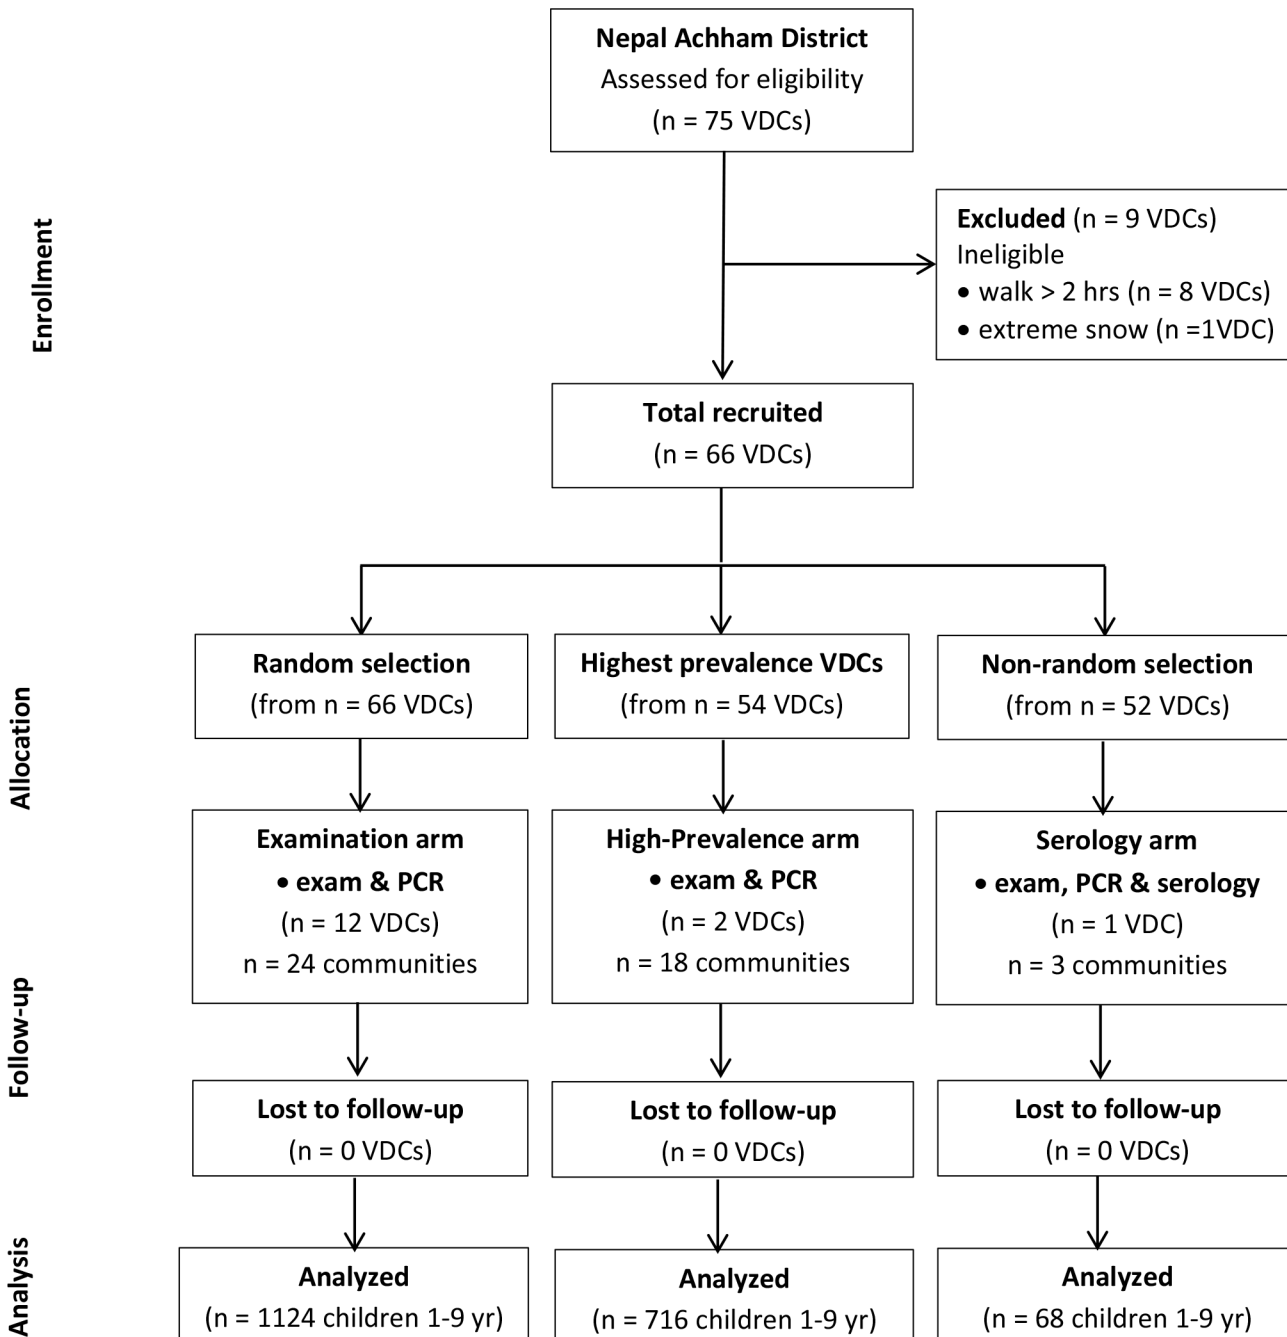 Nepal Achham District
Assessed for eligibility
(n = 75 VDCs)
Enrollment
Excluded (n = 9 VDCs)
Ineligible
• walk > 2 hrs (n = 8 VDCs)
• extreme snow (n =1VDC)
Total recruited
(n = 66 VDCs)
Allocation
Random selection
(from n = 66 VDCs)
Highest prevalence VDCs
(from n = 54 VDCs)
Non-random selection
(from n = 52 VDCs)
Examination arm
• exam & PCR
(n = 12 VDCs)
n = 24 communities
High-Prevalence arm
• exam & PCR
(n = 2 VDCs)
n = 18 communities
Serology arm
• exam, PCR & serology
(n = 1 VDC)
n = 3 communities
Follow-up
Lost to follow-up
(n = 0 VDCs)
Lost to follow-up
(n = 0 VDCs)
Lost to follow-up
(n = 0 VDCs)
Analysis
Analyzed
(n = 1124 children 1-9 yr)
Analyzed
(n = 716 children 1-9 yr)
Analyzed
(n = 68 children 1-9 yr)